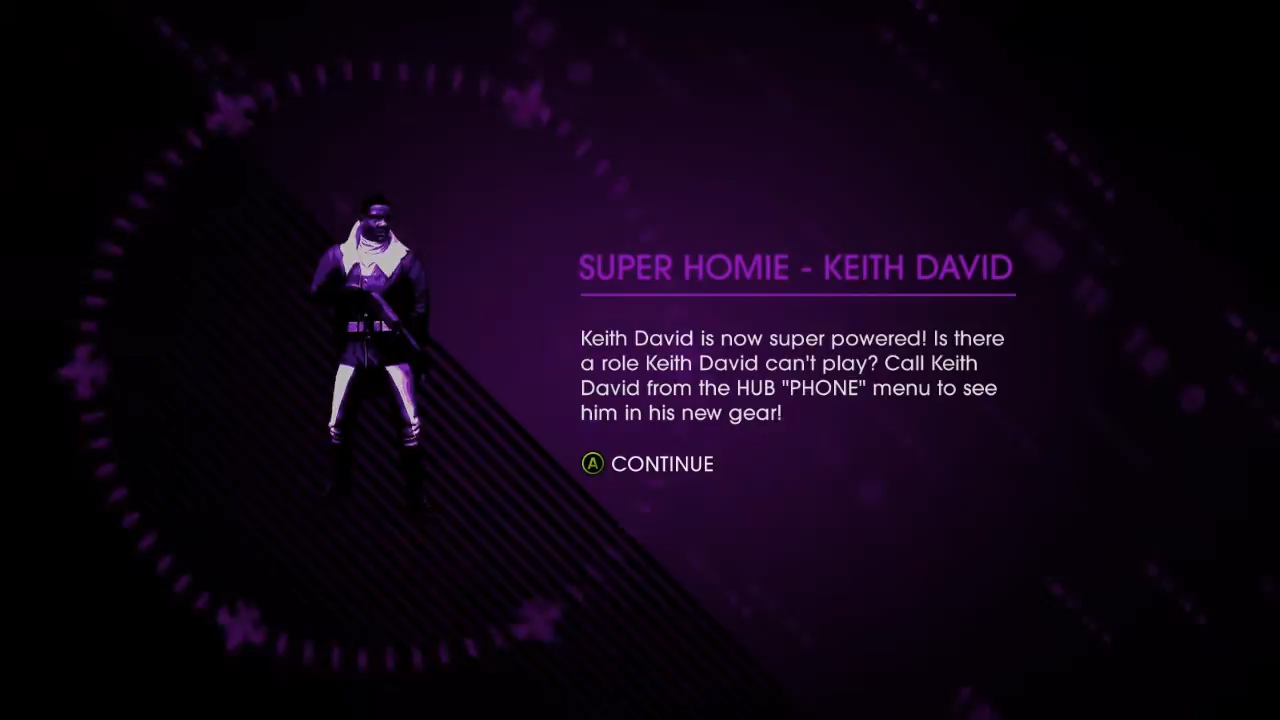 SUPER HOMIE - KEITH DAVID
Keith David is now super powered! Is there
a role Keith David can't play? Call Keith
David from the HUB "PHONE" menu to see
him in his new gear!
A CONTINUE